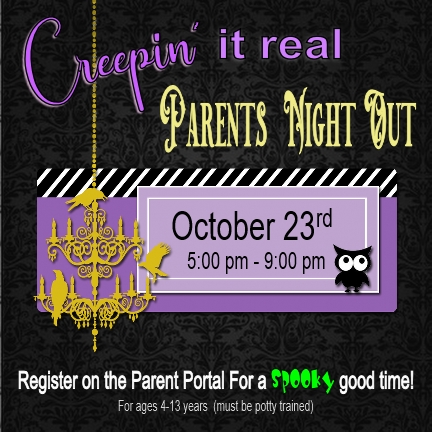 Creepin" it real
Parents Night Out
October 23rd
5:00 pm - 9:00 pm
Register on the Parent Portal For a spooky good time!
For ages 4-13 years (must be potty trained)